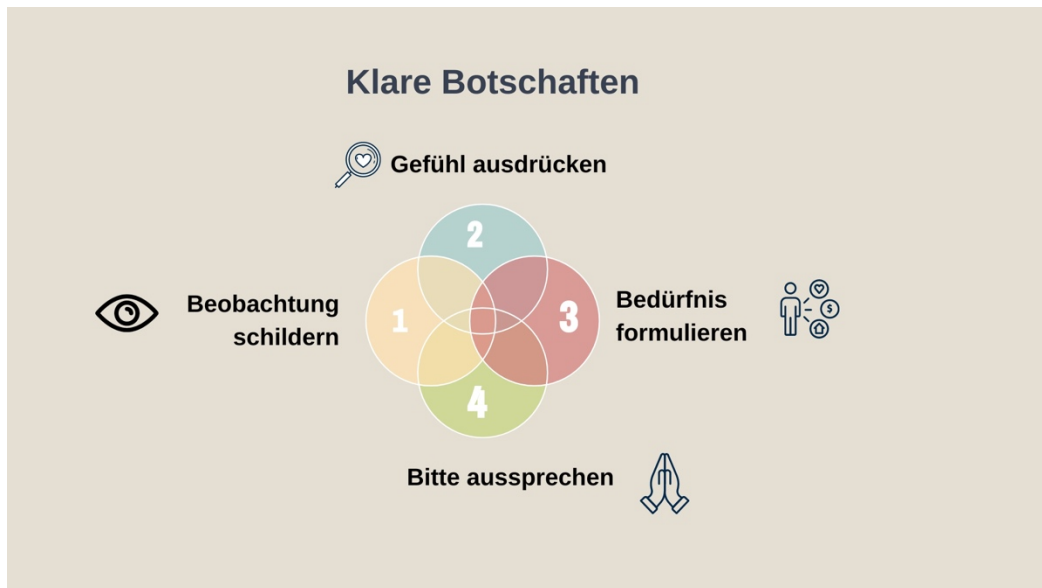 Klare Botschaften
Gefühl ausdrücken
2
Beobachtung
schildern
1
3
Bedürfnis
formulieren
$
4
Bitte aussprechen